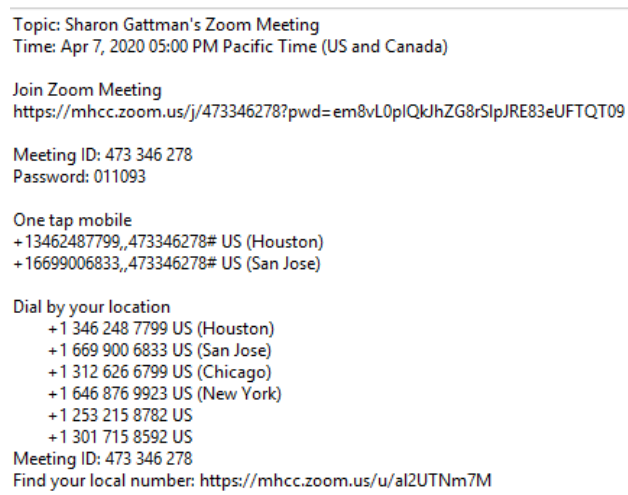 Topic: Sharon Gattman's Zoom Meeting
Time: Apr 7, 2020 05:00 PM Pacific Time (US and Canada)
Join Zoom Meeting
https://mhcc.zoom.us/j/473346278?pwd=em8vL0plQkJhZG8rSlpJRE83eUFTQT09
Meeting ID: 473 346 278
Password: 011093
One tap mobile
+13462487799,,473346278# US (Houston)
+16699006833,,473346278# US (San Jose)
Dial by your location
+1 346 248 7799 US (Houston)
+1 669 900 6833 US (San Jose)
+1 312 626 6799 US (Chicago)
+1 646 876 9923 US (New York)
+1 253 215 8782 US
+1 301 715 8592 US
Meeting ID: 473 346 278
Find your local number: https://mhcc.zoom.us/u/al2UTNm7M